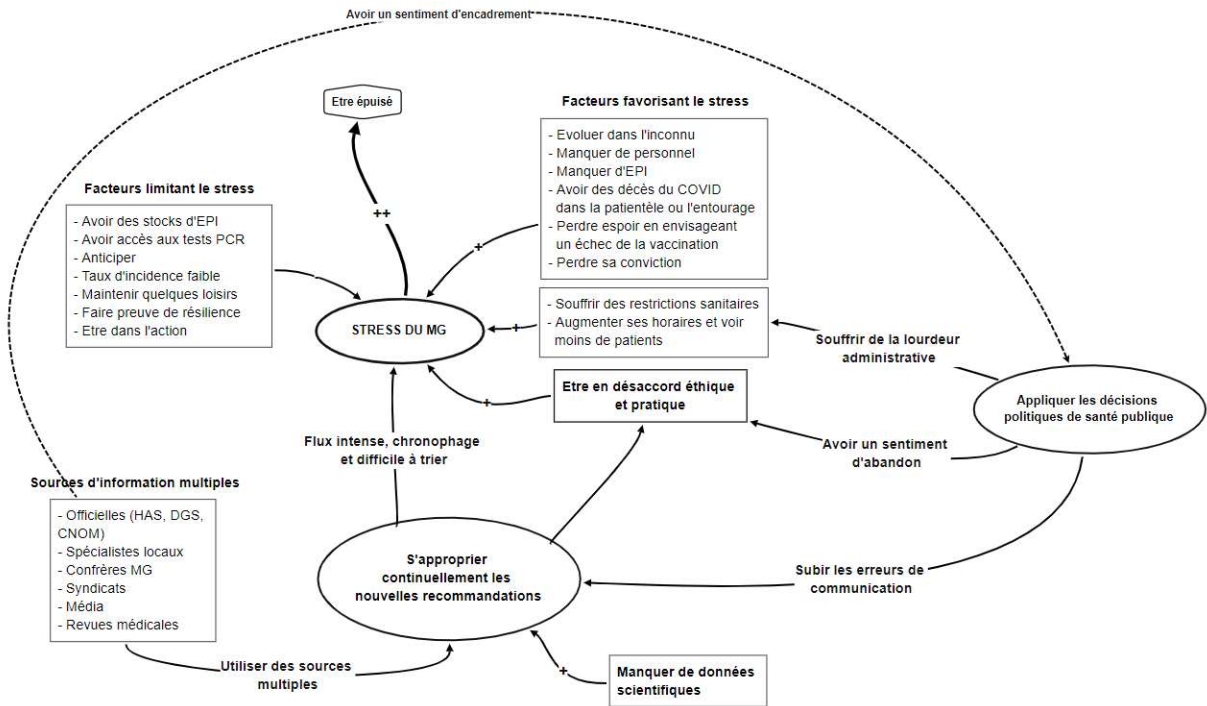 Avoir un sentiment d'encadrement
Etre épuisé
Facteurs favorisant le stress
- Evoluer dans l'inconnu
- Manquer de personnel
- Manquer d'EPI
- Avoir des décès du COVID
dans la patientèle ou l'entourage
- Perdre espoir en envisageant
un échec de la vaccination
- Perdre sa conviction
Facteurs limitant le stress
- Avoir des stocks d'EPI
- Avoir accès aux tests PCR
- Anticiper
- Taux d'incidence faible
- Maintenir quelques loisirs
- Faire preuve de résilience
- Etre dans l'action
++
+
-
STRESS DU MG
+
- Souffrir des restrictions sanitaires
- Augmenter ses horaires et voir
moins de patients
Souffrir de la lourdeur
administrative
Etre en désaccord éthique
et pratique
+
Appliquer les décisions
politiques de santé publique
Avoir un sentiment
d'abandon
Flux intense, chronophage
et difficile à trier
Sources d'information multiples
- Officielles (HAS, DGS,
CNOM)
- Spécialistes locaux
- Confrères MG
- Syndicats
- Média
- Revues médicales
S'approprier
continuellement les
nouvelles recommandations
Subir les erreurs de
communication
Utiliser des sources
multiples
+
Manquer de données
scientifiques